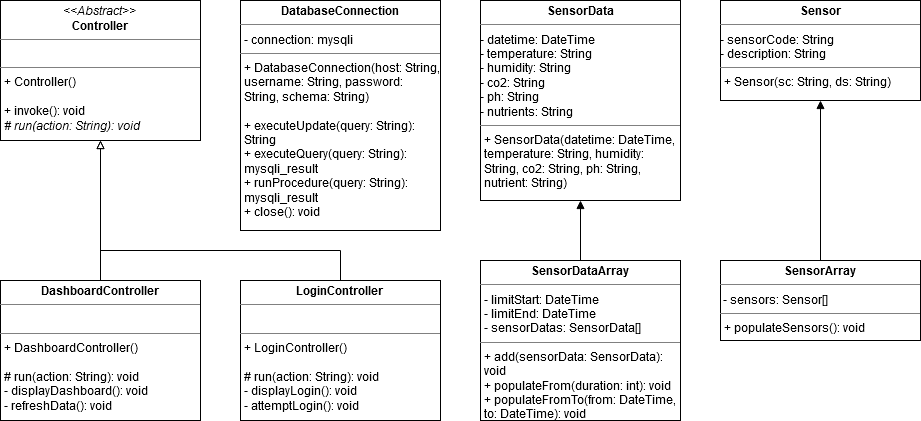 <<Abstract>>
Controller
+ Controller()
+ invoke(): void
# run(action: String): void
DatabaseConnection
- connection: mysqli
+ DatabaseConnection(host: String,
username: String, password:
String, schema: String)
+ executeUpdate(query: String):
String
+ executeQuery(query: String):
mysqli_result
+ runProcedure(query: String):
mysqli_result
+ close(): void
SensorData
- datetime: DateTime
- temperature: String
- humidity: String
- co2: String
- ph: String
- nutrients: String
+ SensorData(datetime: DateTime,
temperature: String, humidity:
String, co2: String, ph: String,
nutrient: String)
Sensor
- sensorCode: String
- description: String
+ Sensor(sc: String, ds: String)
DashboardController
+ DashboardController()
# run(action: String): void
- displayDashboard(): void
- refreshData(): void
LoginController
+ LoginController()
# run(action: String): void
- displayLogin(): void
- attemptLogin(): void
SensorDataArray
- limitStart: DateTime
- limitEnd: DateTime
- sensorDatas: SensorData[]
+ add(sensorData: SensorData):
void
+ populateFrom(duration: int): void
+ populateFromTo(from: DateTime,
to: DateTime): void
SensorArray
- sensors: Sensor[]
+ populateSensors(): void